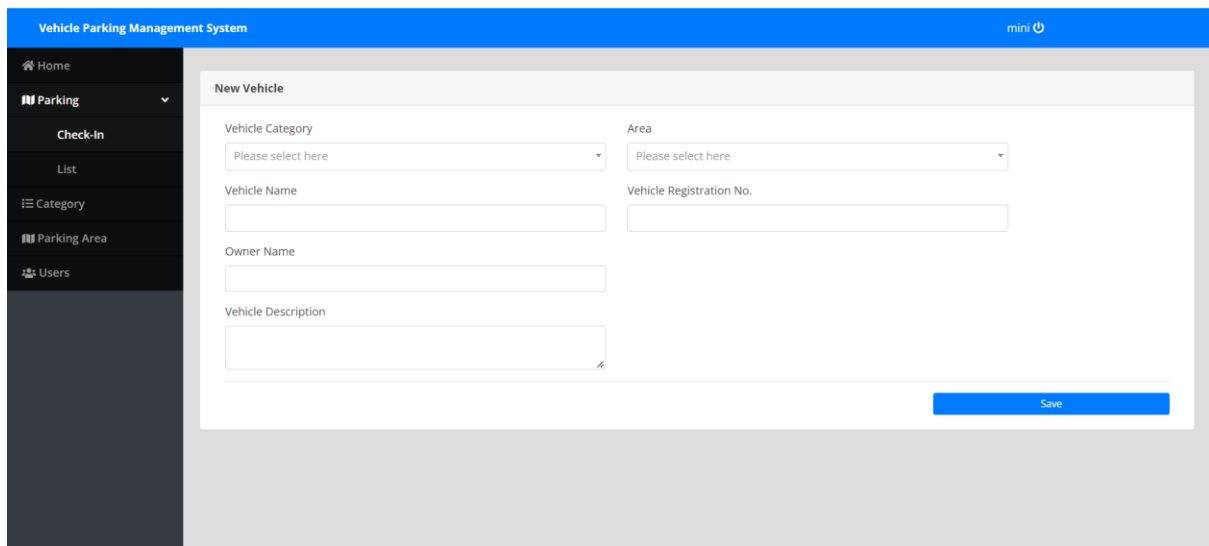 Vehicle Parking Management System
mini
Home
Parking
Check-In
List
Category
Parking Area
Users
New Vehicle
Vehicle Category
Area
Please select here
Please select here
Vehicle Name
Vehicle Registration No.
Owner Name
Vehicle Description
Save